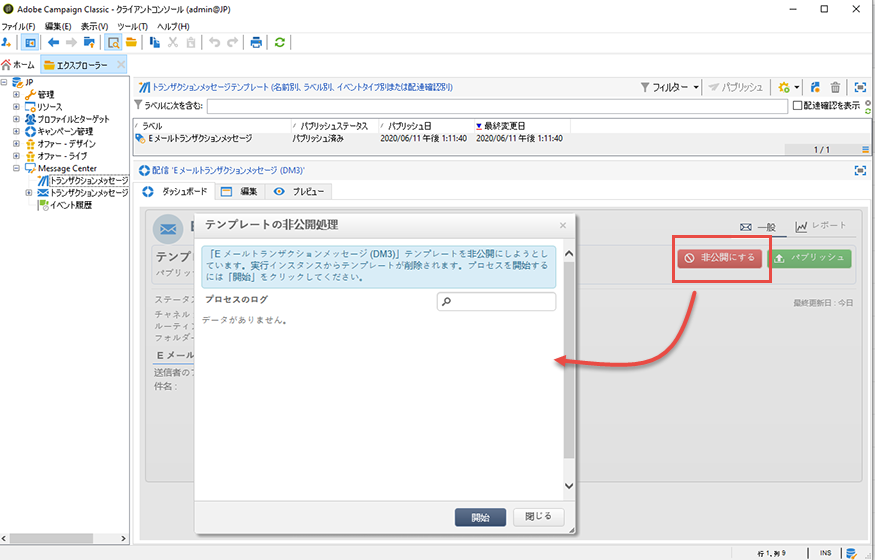 Adobe Campaign Classic - クライアントコンソール (admin@JP)
ファイル(F) 編集(E) 表示(V) ツール(T) ヘルプ(H)
ホーム エクスプローラー
JP
管理
リソース
プロファイルとターゲット
キャンペーン管理
オファー - デザイン
オファー - ライブ
Message Center
トランザクションメッセージ
トランザクションメッセージ
イベント履歴
トランザクションメッセージテンプレート (名前別、ラベル別、イベントタイプ別または配達確認別)
フィルター パブリッシュ
ラベルに次を含む: 配達確認を表示
ラベル パブリッシュステータス パブリッシュ日 最終変更日
E メールトランザクションメッセージ パブリッシュ済み 2020/06/11 午後 1:11:40 2020/06/11 午後 1:11:40
1 / 1
配信 'E メールトランザクションメッセージ (DM3)'
ダッシュボード 編集 プレビュー
一般 レポート
テンプ
パブリッシ
非公開にする パブリッシュ
ステータス
最終更新日 : 今日
チャネル
ルーティン
フォルダー
E メール
送信者の
件名 :
テンプレートの非公開処理
「E メールトランザクションメッセージ (DM3)」テンプレートを非公開にしようとし
ています。実行インスタンスからテンプレートが削除されます。プロセスを開始する
には「開始」をクリックしてください。
プロセスのログ
データがありません。
開始 閉じる
行 1、列 9 INS